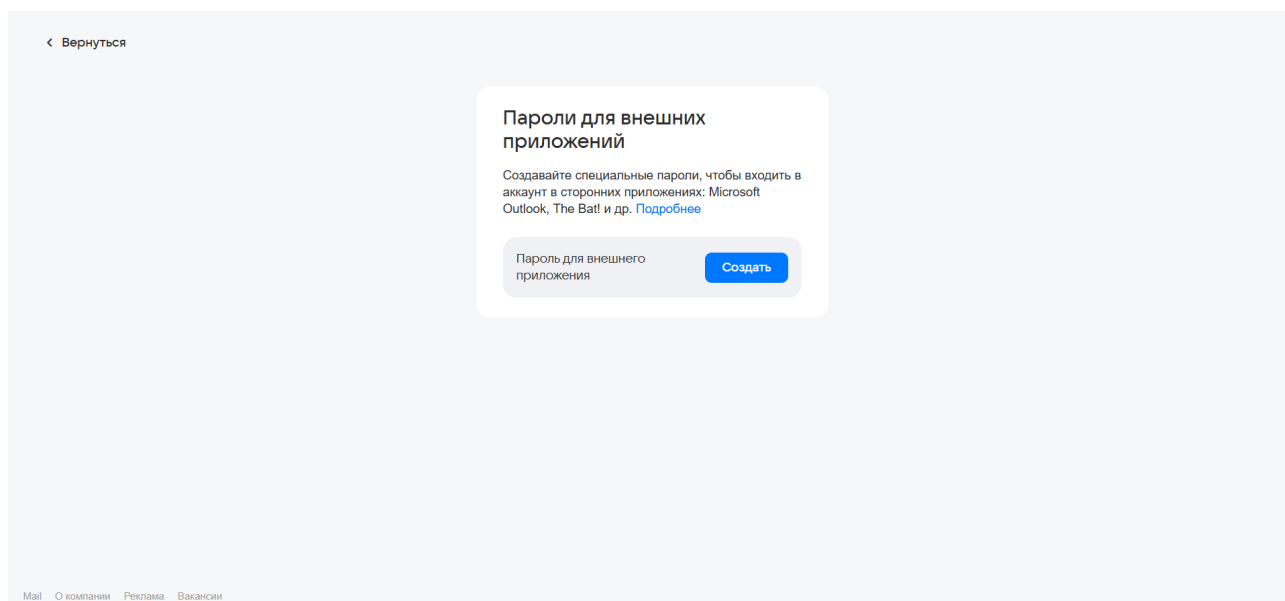 Вернуться
Пароли для внешних
приложений
Создавайте специальные пароли, чтобы входить в
аккаунт в сторонних приложениях: Microsoft
Outlook, The Bat! и др. Подробнее
Пароль для внешнего
приложения
Создать
Mail О компании Реклама Вакансии